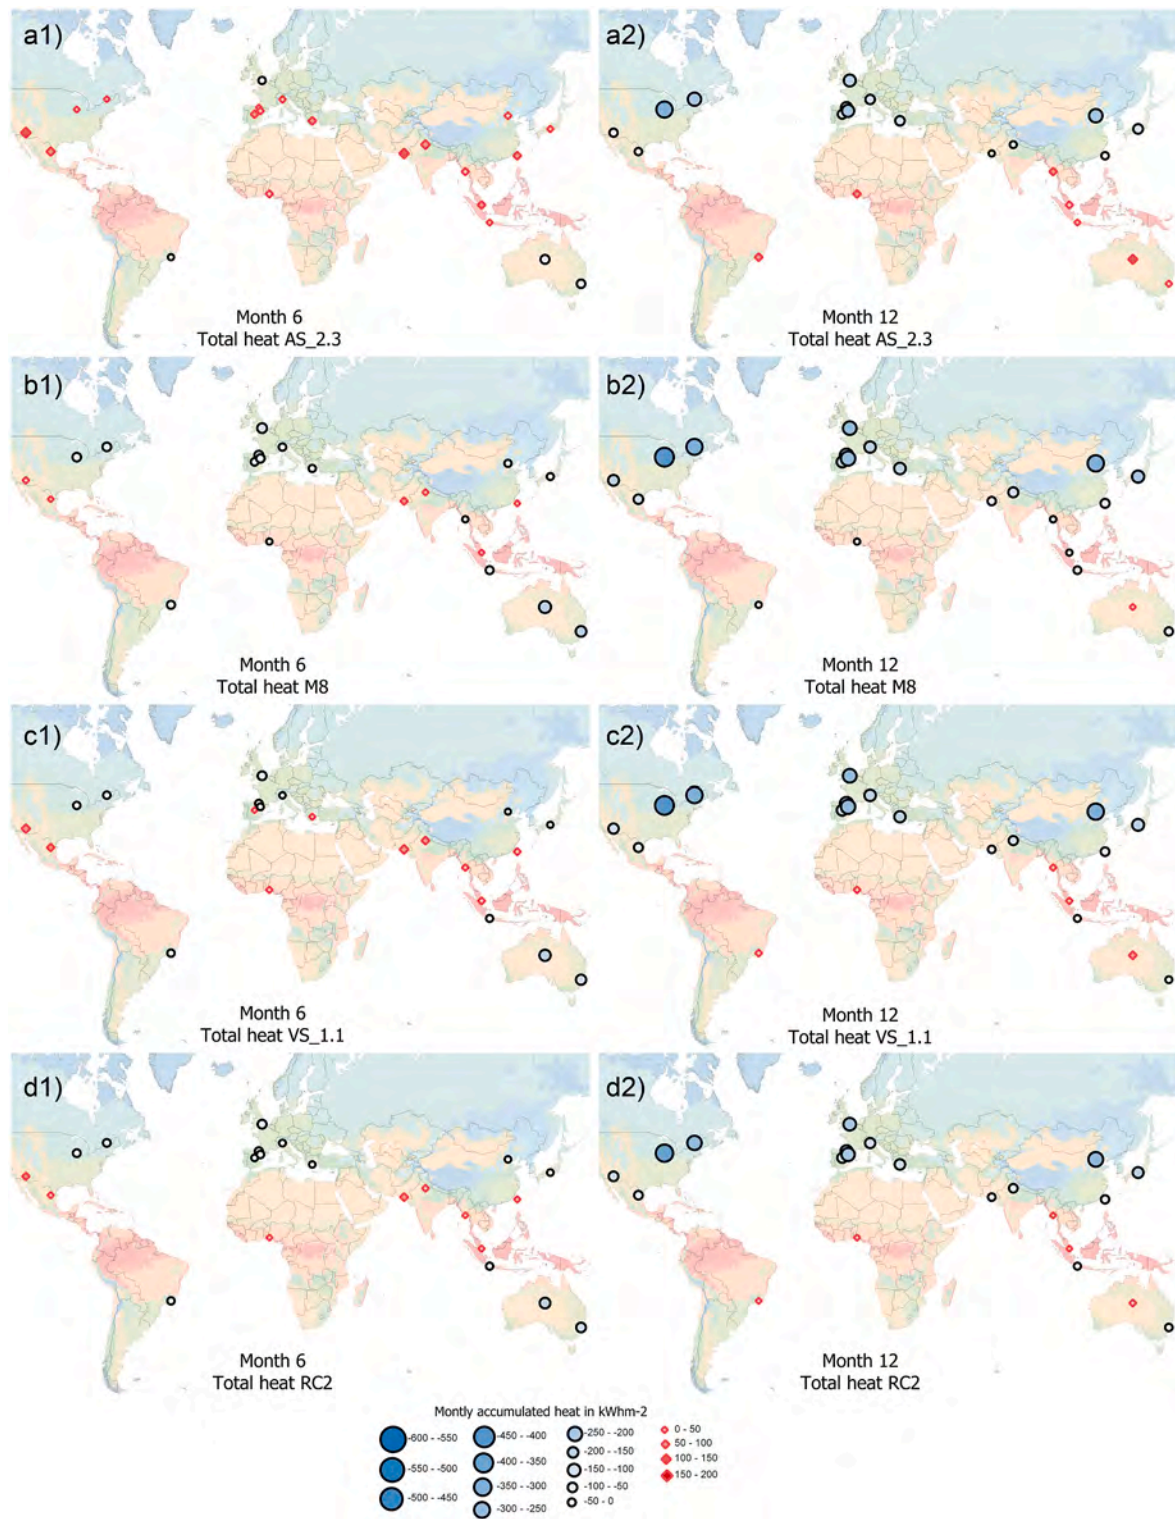 a1)
a2)
Month 6
Total heat AS_2.3
Month 12
Total heat AS_2.3
b1)
b2)
Month 6
Total heat M8
Month 12
Total heat M8
c1)
c2)
Month 6
Total heat VS_1.1
Month 12
Total heat VS_1.1
d1)
d2)
Month 6
Total heat RC2
Month 12
Total heat RC2
Montly accumulated heat in kWhm-2
-600 - -550
-550 - -500
-500 - -450
-450 - -400
-400 - -350
-350 - -300
-300 - -250
-250 - -200
-200 - -150
-150 - -100
-100 - -50
-50 - 0
0 - 50
50 - 100
100 - 150
150 - 200